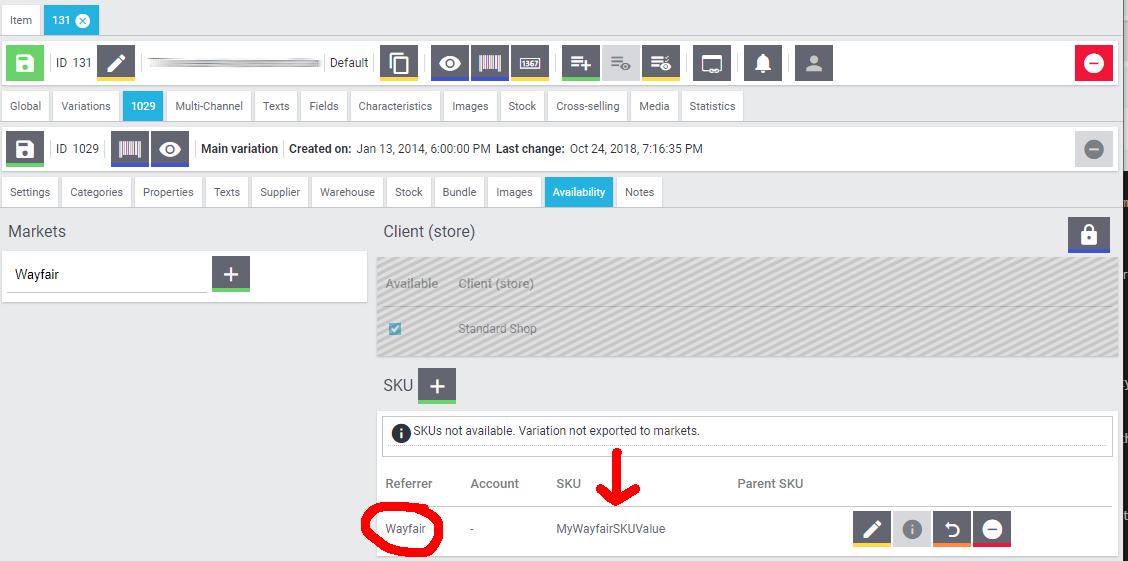 Item 131
ID 131 Default 1367
Global Variations 1029 Multi-Channel Texts Fields Characteristics Images Stock Cross-selling Media Statistics
ID 1029 Main variation Created on: Jan 13, 2014, 6:00:00 PM Last change: Oct 24, 2018, 7:16:35 PM
Settings Categories Properties Texts Supplier Warehouse Stock Bundle Images Availability Notes
Markets
Wayfair
Client (store)
Available Client (store)
Standard Shop
SKU
SKUs not available. Variation not exported to markets.
Referrer Account SKU Parent SKU
Wayfair - MyWayfairSKUValue